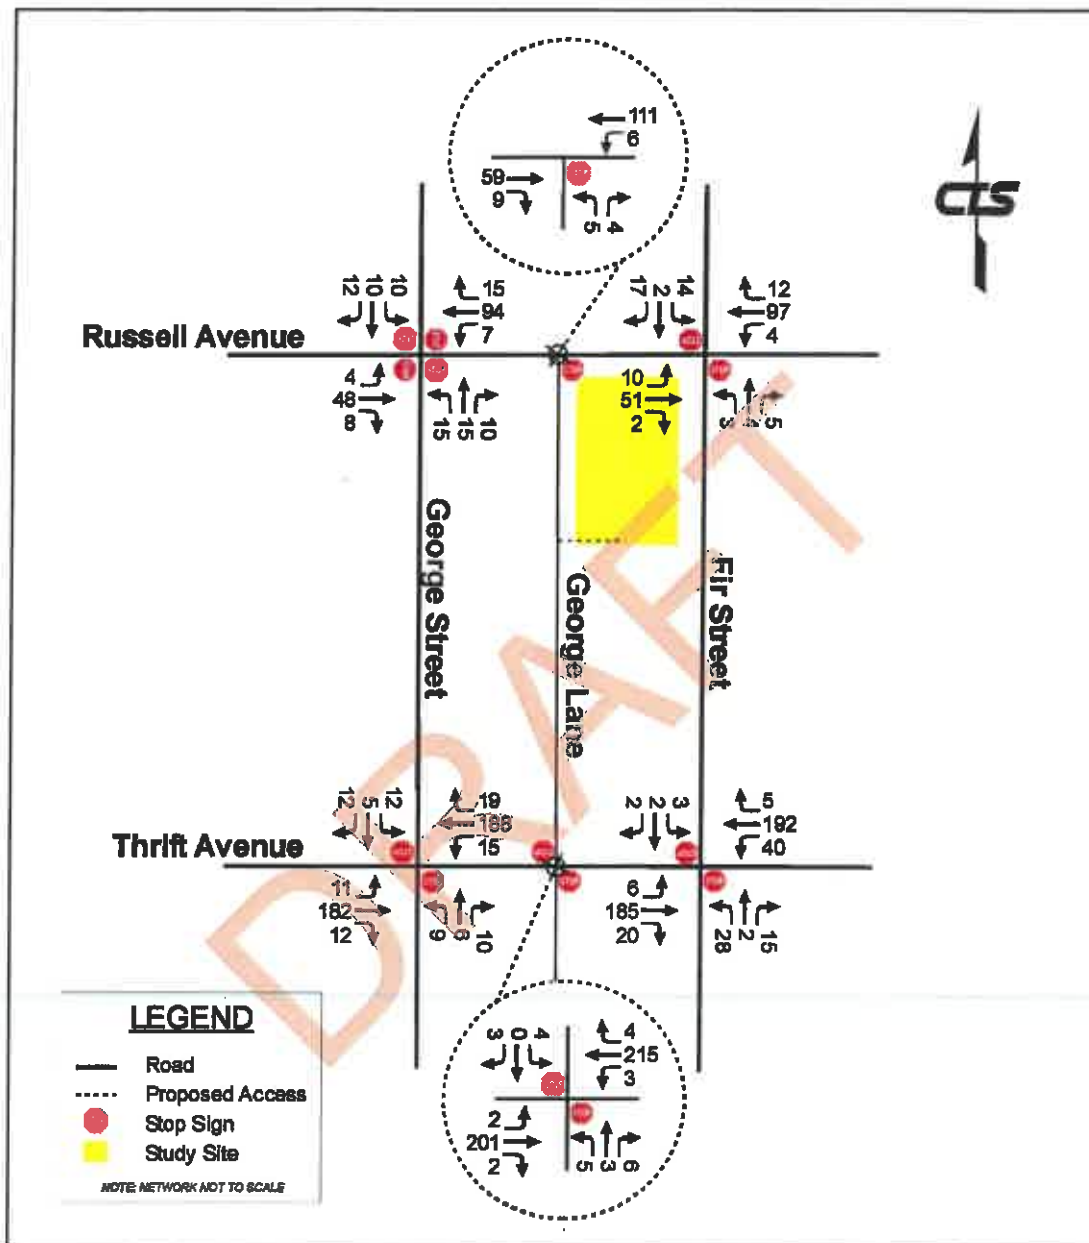 111
6
59
9
5 4
CTS
12 10 10
15
94
7
17 2 14
12
97
4
Russell Avenue
4
48
8
15 15 10
10
51
2
3 4 5
George Street
George Lane
Fir Street
DRAFT
12 5 12
19
15
2 2 3
5
192
40
Thrift Avenue
11
182
12
9 6 10
6
185
20
28 2 15
LEGEND
Road
Proposed Access
Stop Sign
Study Site
NOTE: NETWORK NOT TO SCALE
3 0 4
4
215
3
2
201
2
5 3 6